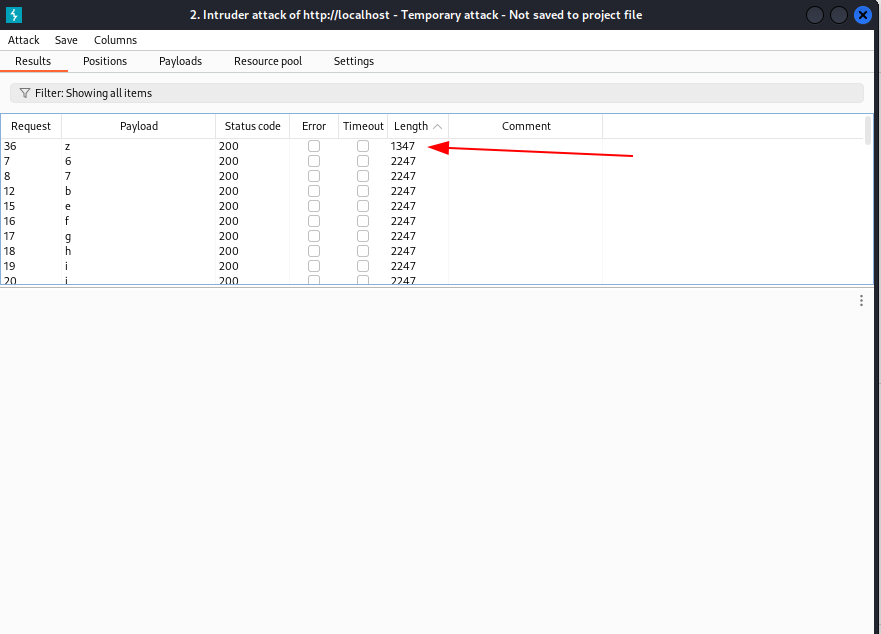 2. Intruder attack of http://localhost - Temporary attack - Not saved to project file
Attack Save Columns
Results Positions Payloads Resource pool Settings
Filter: Showing all items
Request Payload Status code Error Timeout Length Comment
36 z 200 1347
7 6 200 2247
8 7 200 2247
12 b 200 2247
15 e 200 2247
16 f 200 2247
17 g 200 2247
18 h 200 2247
19 i 200 2247
20 j 200 2247